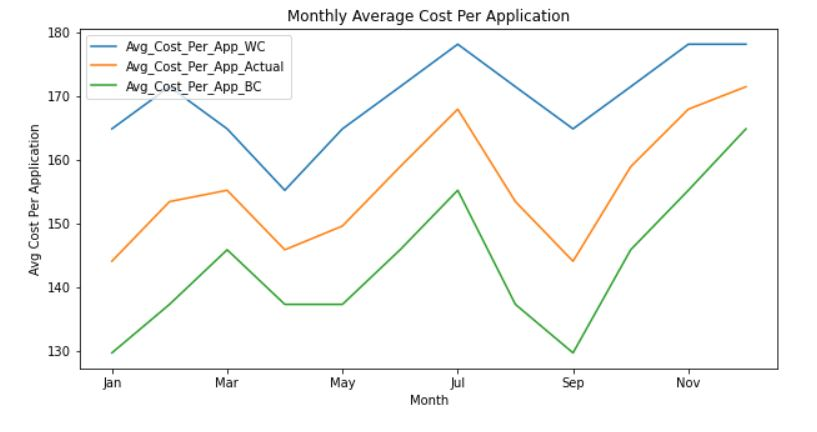 Monthly Average Cost Per Application
Avg_Cost_Per_App_WC
Avg_Cost_Per_App_Actual
Avg_Cost_Per_App_BC
180
170
160
150
140
130
Avg Cost Per Application
Jan Mar May Jul Sep Nov
Month